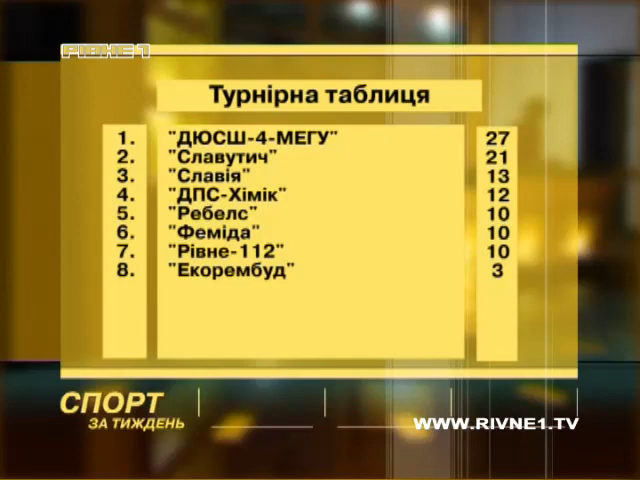 РІВНЕ 1
Турнірна таблиця
1. "ДЮСШ-4-МЕГУ" 27
2. "Славутич" 21
3. "Славія" 13
4. "ДПС-Хімік" 12
5. "Ребелс" 10
6. "Феміда" 10
7. "Рівне-112" 10
8. "Екорембуд" 3
СПОРТ
ЗА ТИЖДЕНЬ
WWW.RIVNE1.TV